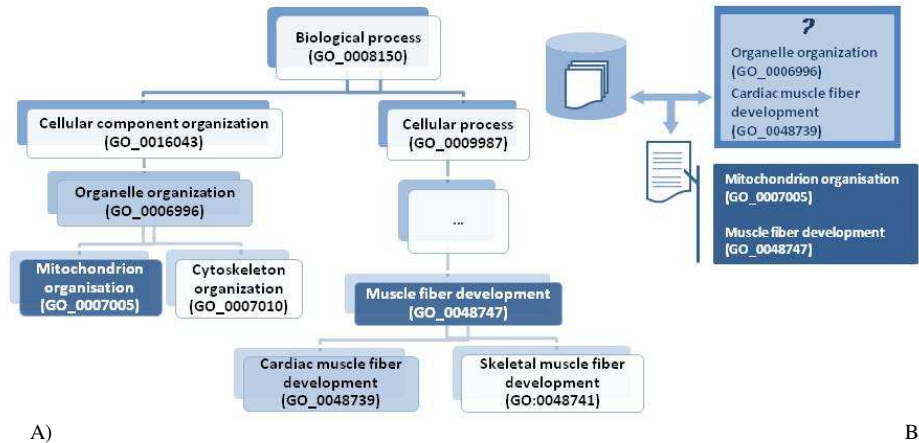 Biological process
(GO_0008150)
Cellular component organization
(GO_0016043)
Cellular process
(GO_0009987)
Organelle organization
(GO_0006996)
...
Mitochondrion
organisation
(GO_0007005)
Cytoskeleton
organization
(GO_0007010)
Muscle fiber development
(GO_0048747)
Cardiac muscle fiber
development
(GO_0048739)
Skeletal muscle fiber
development
(GO:0048741)
A)
?
Organelle organization
(GO_0006996)
Cardiac muscle fiber
development
(GO_0048739)
Mitochondrion organisation
(GO_0007005)
Muscle fiber development
(GO_0048747)
B